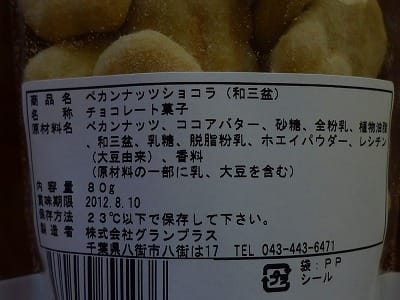 商品名 ペカンナッツショコラ（和三盆）
名称 チョコレート菓子
原材料名 ペカンナッツ、ココアバター、砂糖、全粉乳、植物油脂
、和三盆、乳糖、脱脂粉乳、ホエイパウダー、レシチン
（大豆由来）、香料
（原材料の一部に乳、大豆を含む）
内容量 80g
賞味期限 2012.8.10
保存方法 23℃以下で保存して下さい。
製造者 株式会社グランプラス
千葉県八街市八街は17 TEL 043-443-6471
袋：PP
シール
プラ